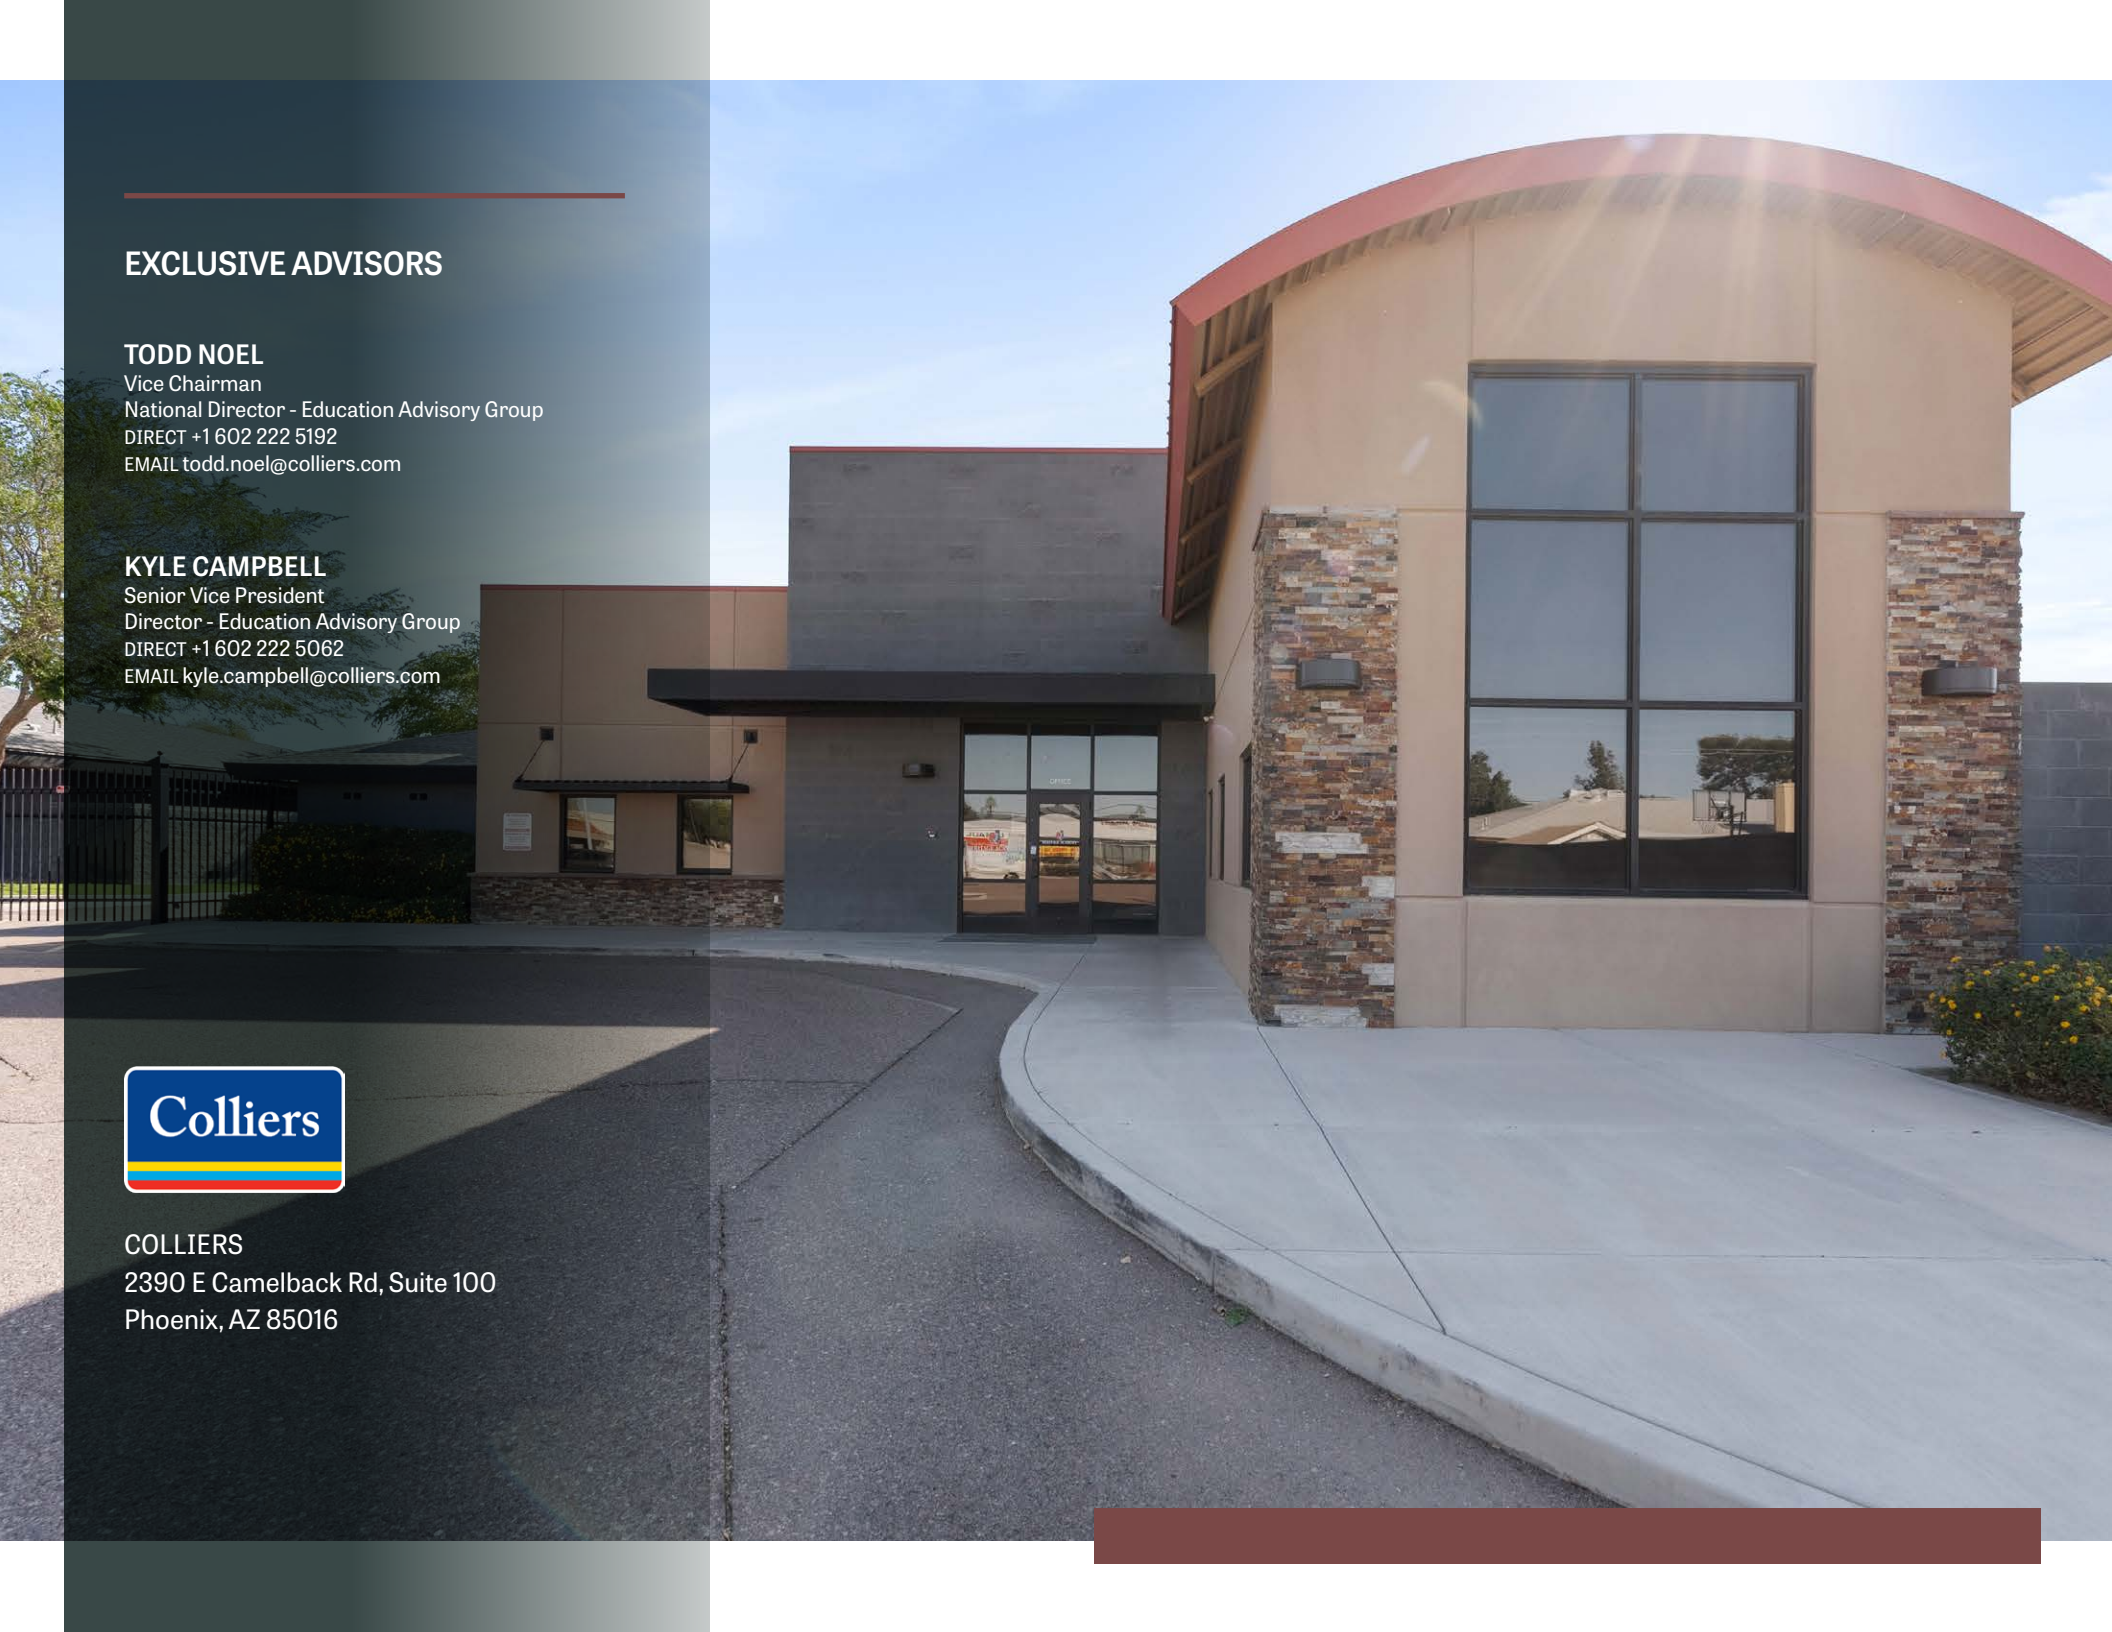 EXCLUSIVE ADVISORS
TODD NOEL
Vice Chairman
National Director - Education Advisory Group
DIRECT +1 602 222 5192
EMAIL todd.noel@colliers.com
KYLE CAMPBELL
Senior Vice President
Director - Education Advisory Group
DIRECT +1 602 222 5062
EMAIL kyle.campbell@colliers.com
OFFICE
Colliers
COLLIERS
2390 E Camelback Rd, Suite 100
Phoenix, AZ 85016